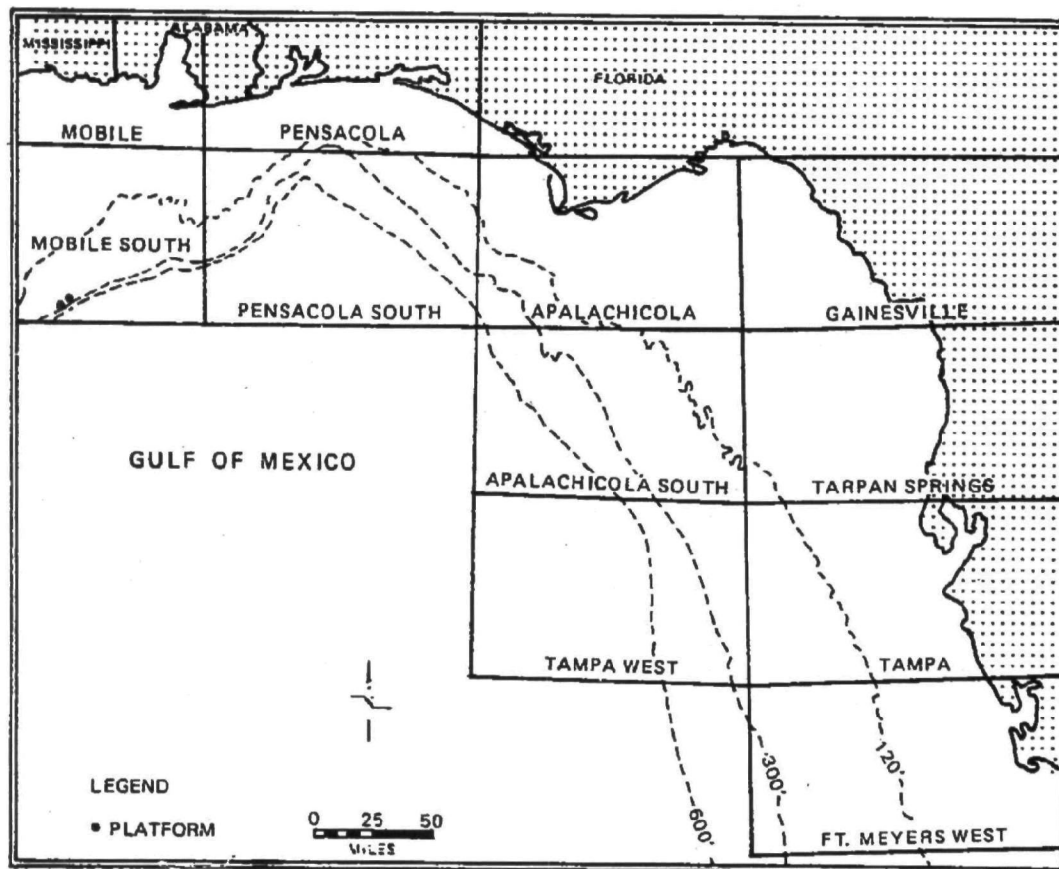 MISSISSIPPI
ALABAMA
FLORIDA
MOBILE
PENSACOLA
MOBILE SOUTH
PENSACOLA SOUTH
APALACHICOLA
GAINESVILLE
GULF OF MEXICO
APALACHICOLA SOUTH
TARPAN SPRINGS
TAMPA WEST
TAMPA
600'
300'
120'
LEGEND
PLATFORM
0 25 50
MILES
FT. MEYERS WEST